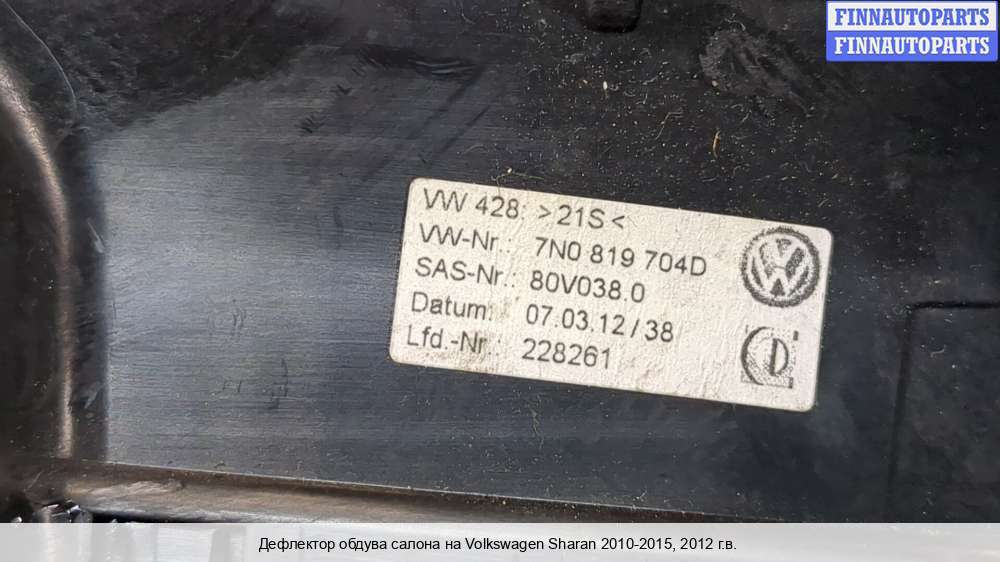 FINNAUTOPARTS
FINNAUTOPARTS
VW 428: >21S<
VW-Nr.: 7N0 819 704D
SAS-Nr.: 80V038.0
Datum: 07.03.12/38
Lfd.-Nr.: 228261
Дефлектор обдува салона на Volkswagen Sharan 2010-2015, 2012 г.в.